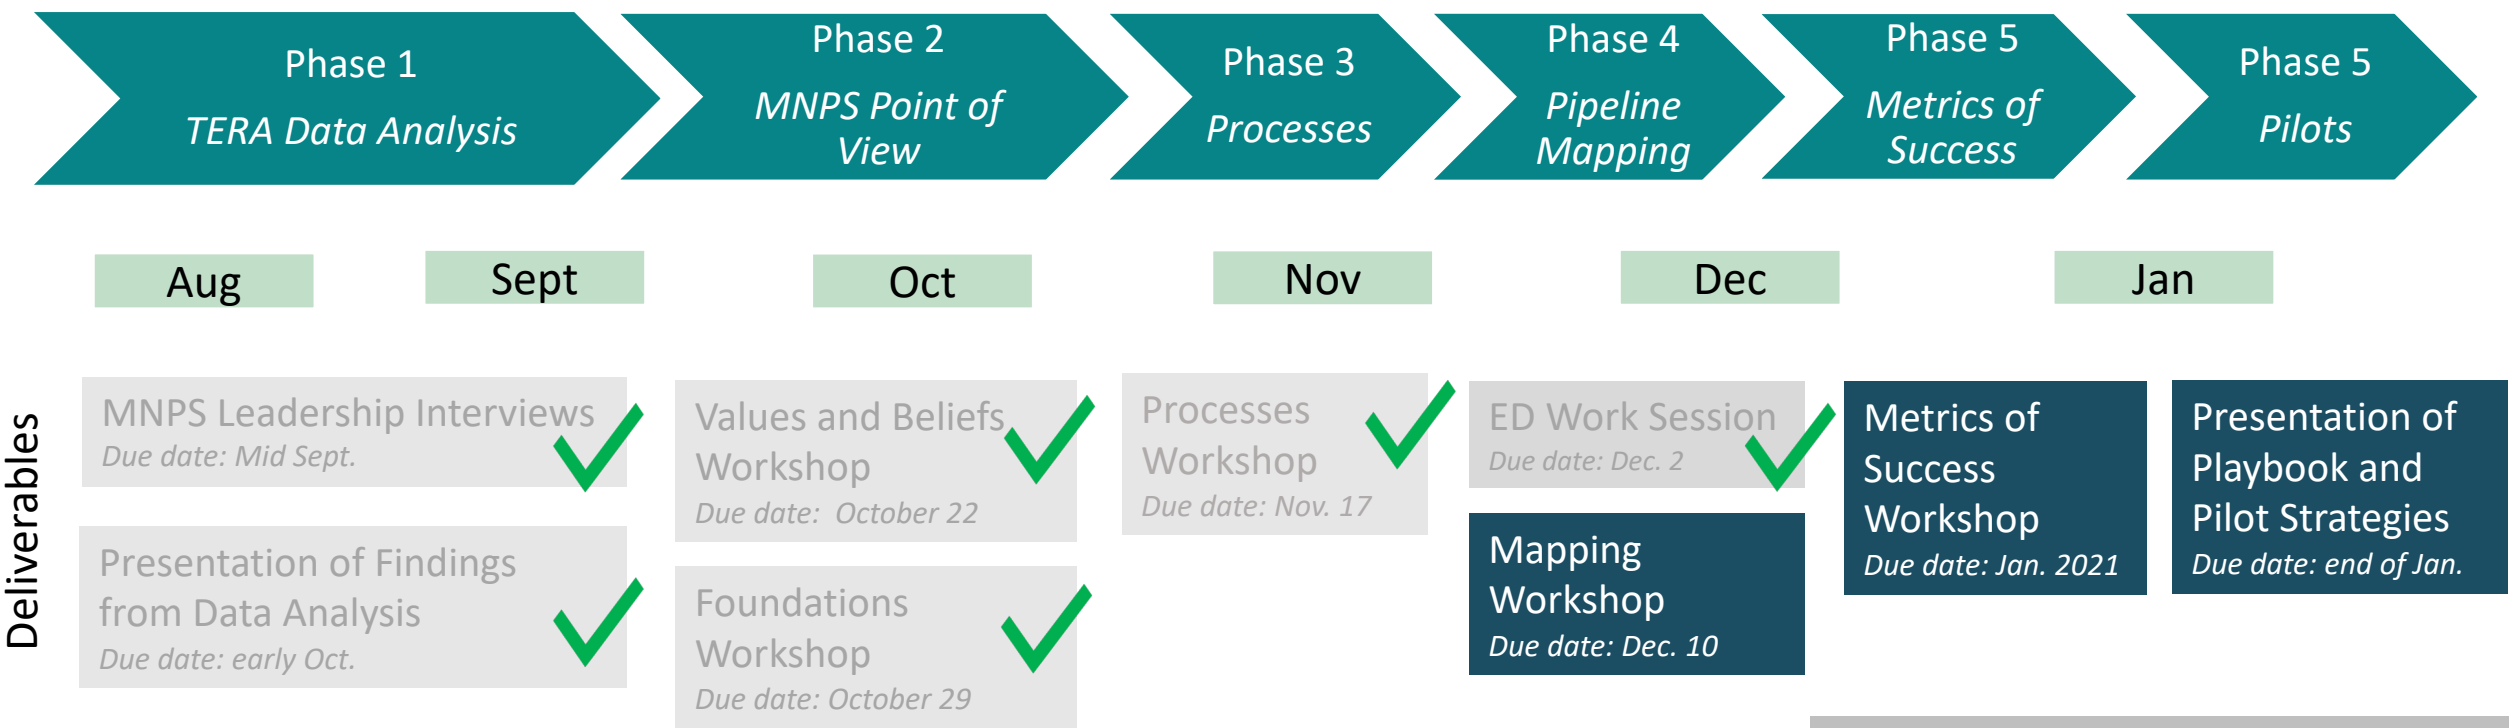 Phase 1
TERA Data Analysis
Phase 2
MNPS Point of
View
Phase 3
Processes
Phase 4
Pipeline
Mapping
Phase 5
Metrics of
Success
Phase 5
Pilots
Aug
Sept
Oct
Nov
Dec
Jan
Deliverables
MNPS Leadership Interviews
Due date: Mid Sept.
Presentation of Findings
from Data Analysis
Due date: early Oct.
Values and Beliefs
Workshop
Due date: October 22
Foundations
Workshop
Due date: October 29
Processes
Workshop
Due date: Nov. 17
ED Work Session
Due date: Dec. 2
Mapping
Workshop
Due date: Dec. 10
Metrics of
Success
Workshop
Due date: Jan. 2021
Presentation of
Playbook and
Pilot Strategies
Due date: end of Jan.